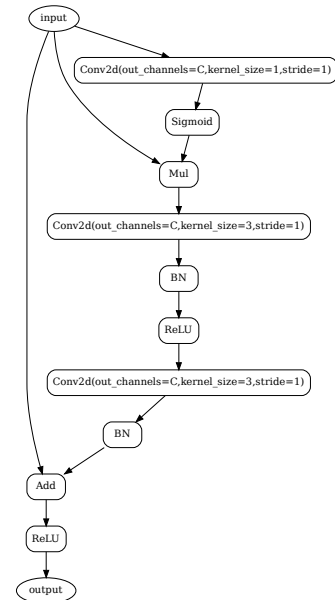 input
Conv2d(out_channels=C,kernel_size=1,stride=1)
Sigmoid
Mul
Conv2d(out_channels=C,kernel_size=3,stride=1)
BN
ReLU
Conv2d(out_channels=C,kernel_size=3,stride=1)
BN
Add
ReLU
output